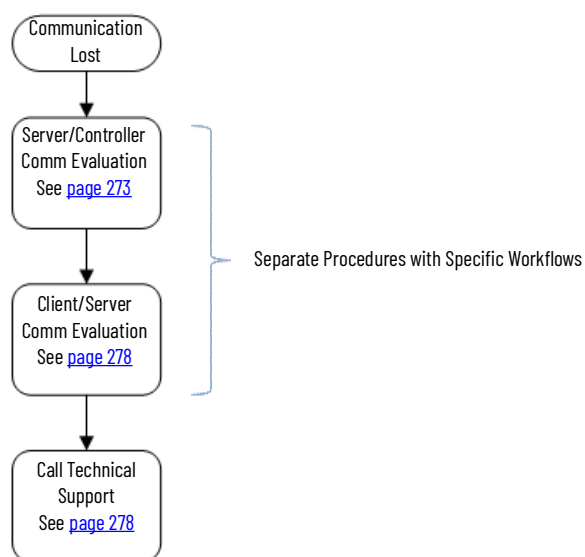 Communication
Lost
Server/Controller
Comm Evaluation
See page 273
Separate Procedures with Specific Workflows
Client/Server
Comm Evaluation
See page 278
Call Technical
Support
See page 278